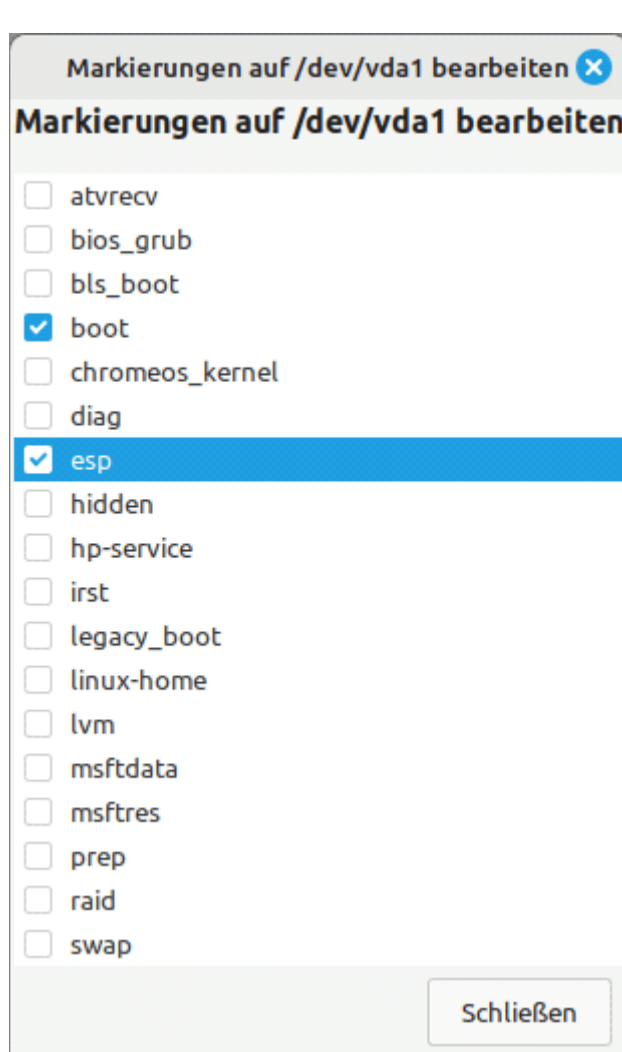 Markierungen auf /dev/vda1 bearbeiten
Markierungen auf /dev/vda1 bearbeiten
atvrecv
bios_grub
bls_boot
boot
chromeos_kernel
diag
esp
hidden
hp-service
irst
legacy_boot
linux-home
lvm
msftdata
msftres
prep
raid
swap
Schließen